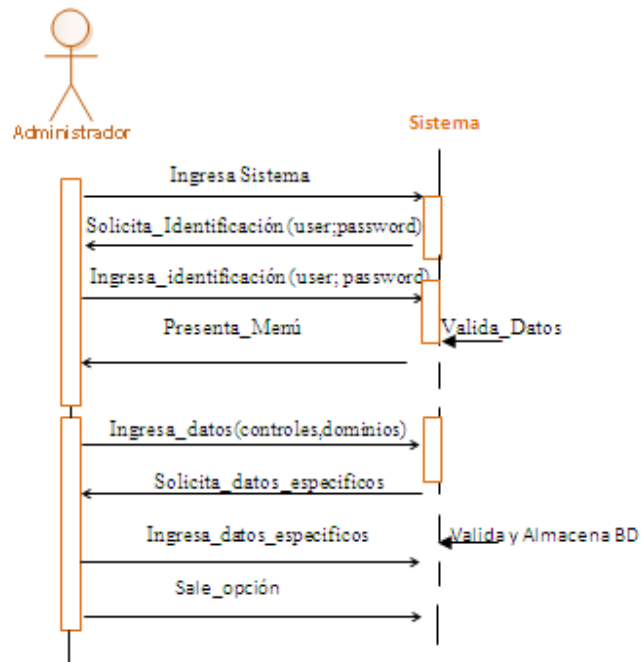 Administrador
Sistema
Ingresa Sistema
Solicita_Identificación (user;password)
Ingresa_identificación (user; password)
Presenta_Menú
Valida_Datos
Ingresa_datos (controles,dominios)
Solicita_datos_especificos
Ingresa_datos_especificos
Valida y Almacena BD
Sale_opción